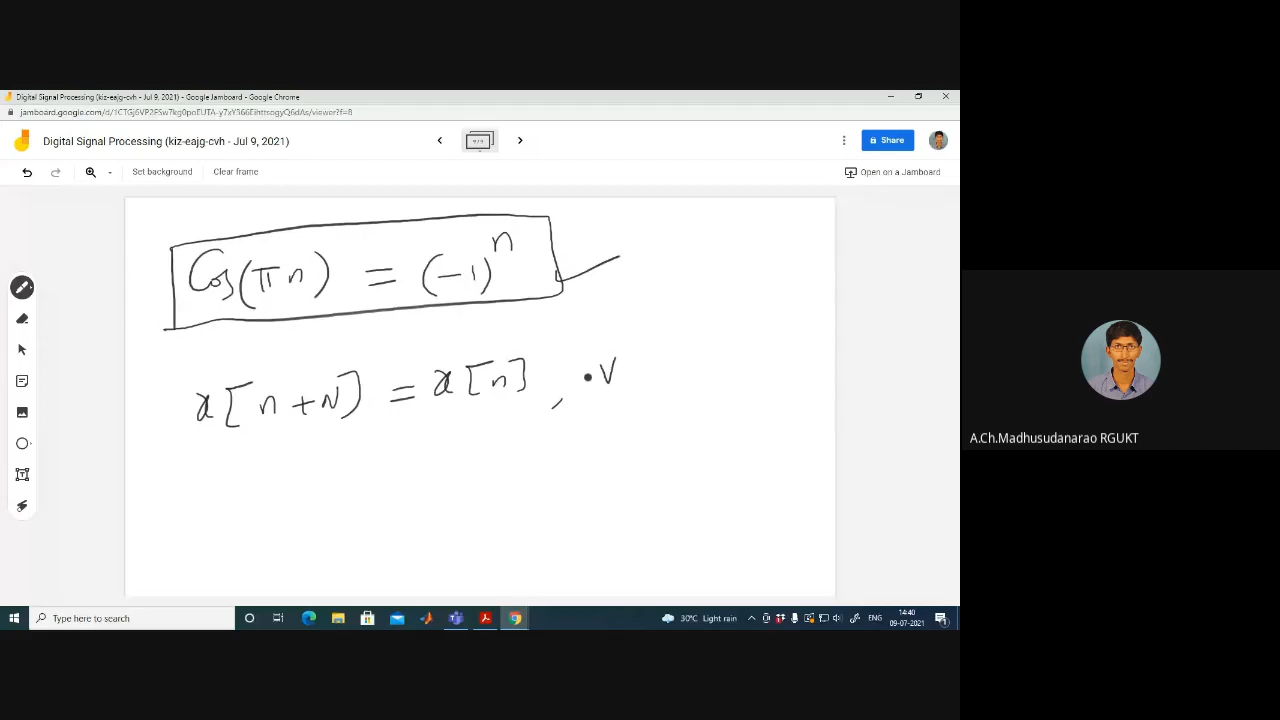 Digital Signal Processing (kiz-eajg-cvh - Jul 9, 2021) - Google Jamboard - Google Chrome
Digital Signal Processing (kiz-eajg-cvh - Jul 9, 2021)
9/9
Share
Set background
Clear frame
Open on a Jamboard
Cos(πn) = (-1)^n
x[n+N] = x[n] ,
A.Ch.Madhusudanarao RGUKT
Type here to search
30°C Light rain
ENG
14:40
09-07-2021